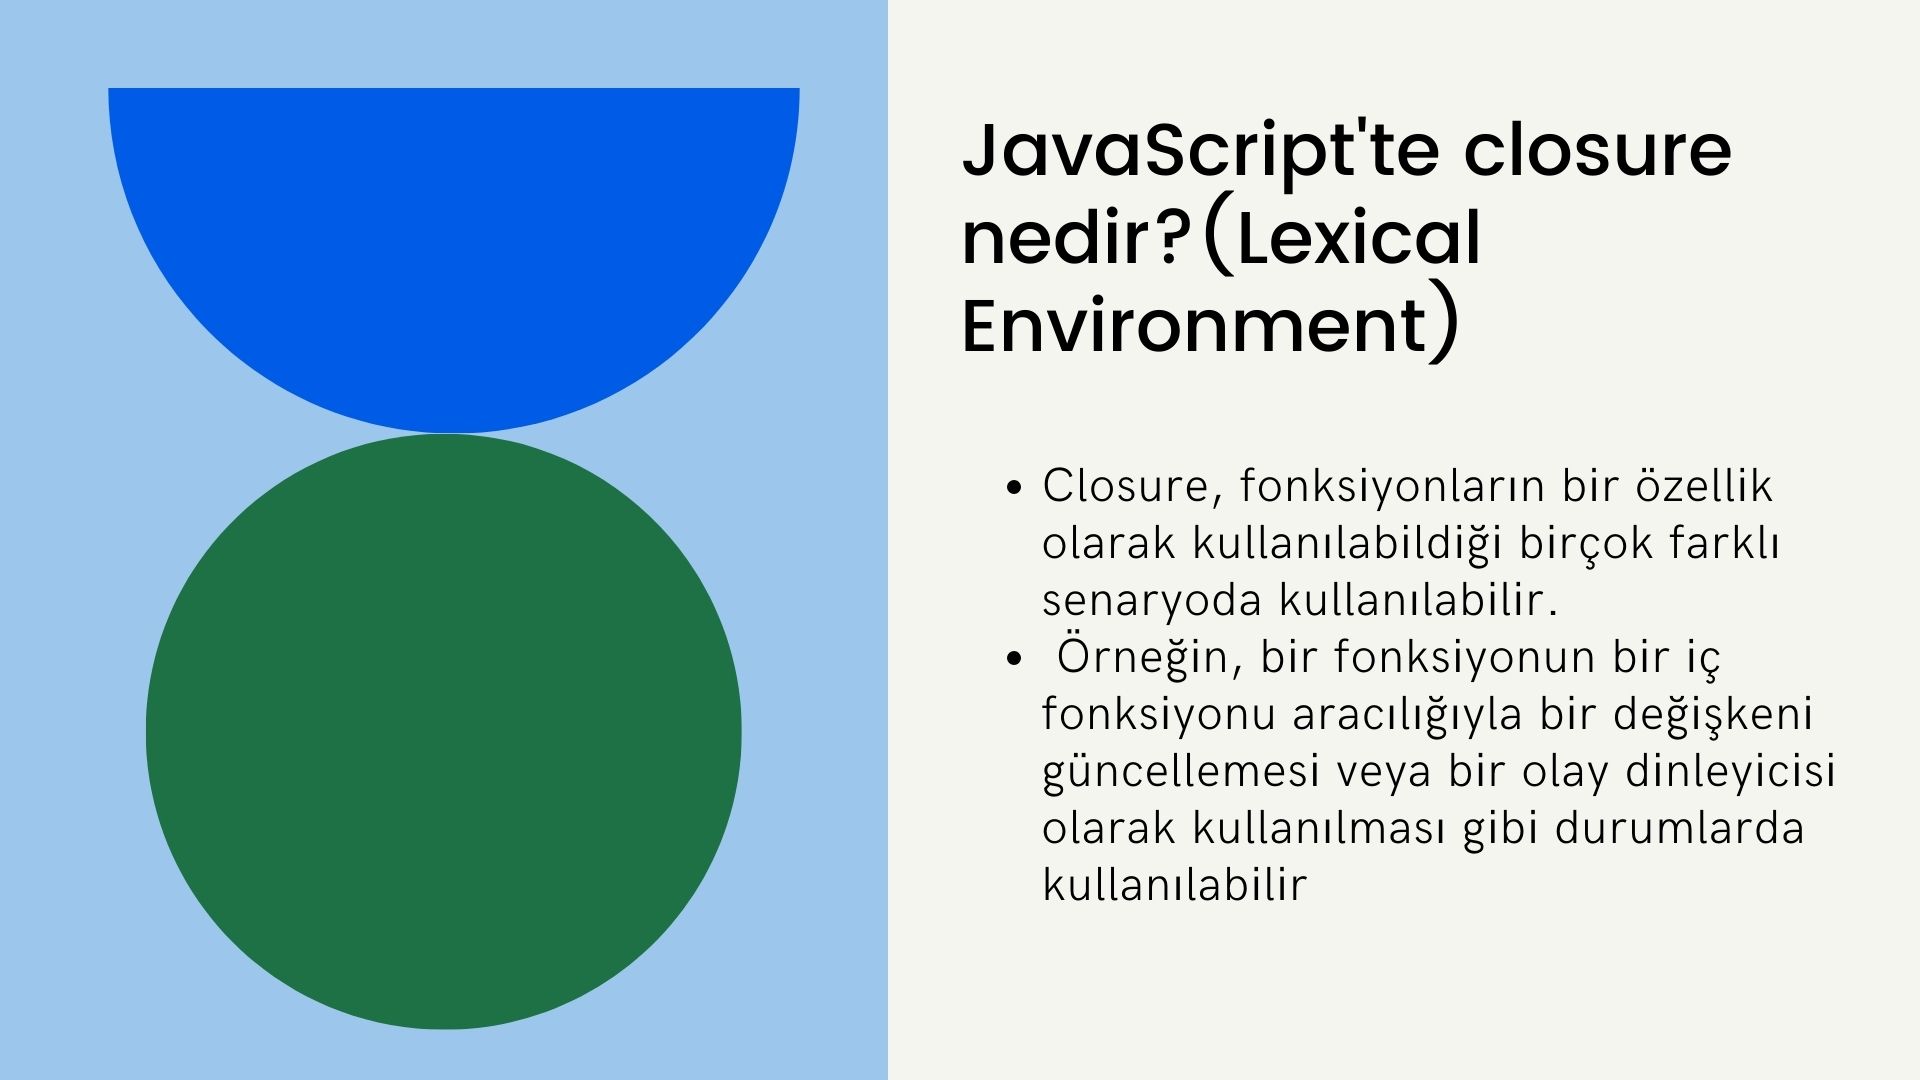 JavaScript'te closure
nedir?(Lexical
Environment)
• Closure, fonksiyonların bir özellik
olarak kullanılabildiği birçok farklı
senaryoda kullanılabilir.
• Örneğin, bir fonksiyonun bir iç
fonksiyonu aracılığıyla bir değişkeni
güncellemesi veya bir olay dinleyicisi
olarak kullanılması gibi durumlarda
kullanılabilir